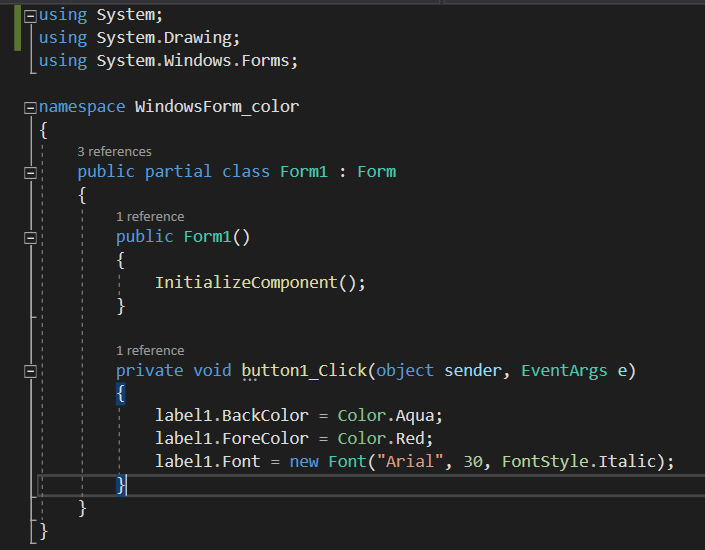 using System;
using System.Drawing;
using System.Windows.Forms;
namespace WindowsForm_color
{
3 references
public partial class Form1 : Form
{
1 reference
public Form1()
{
InitializeComponent();
}
1 reference
private void button1_Click(object sender, EventArgs e)
{
label1.BackColor = Color.Aqua;
label1.ForeColor = Color.Red;
label1.Font = new Font("Arial", 30, FontStyle.Italic);
}
}
}